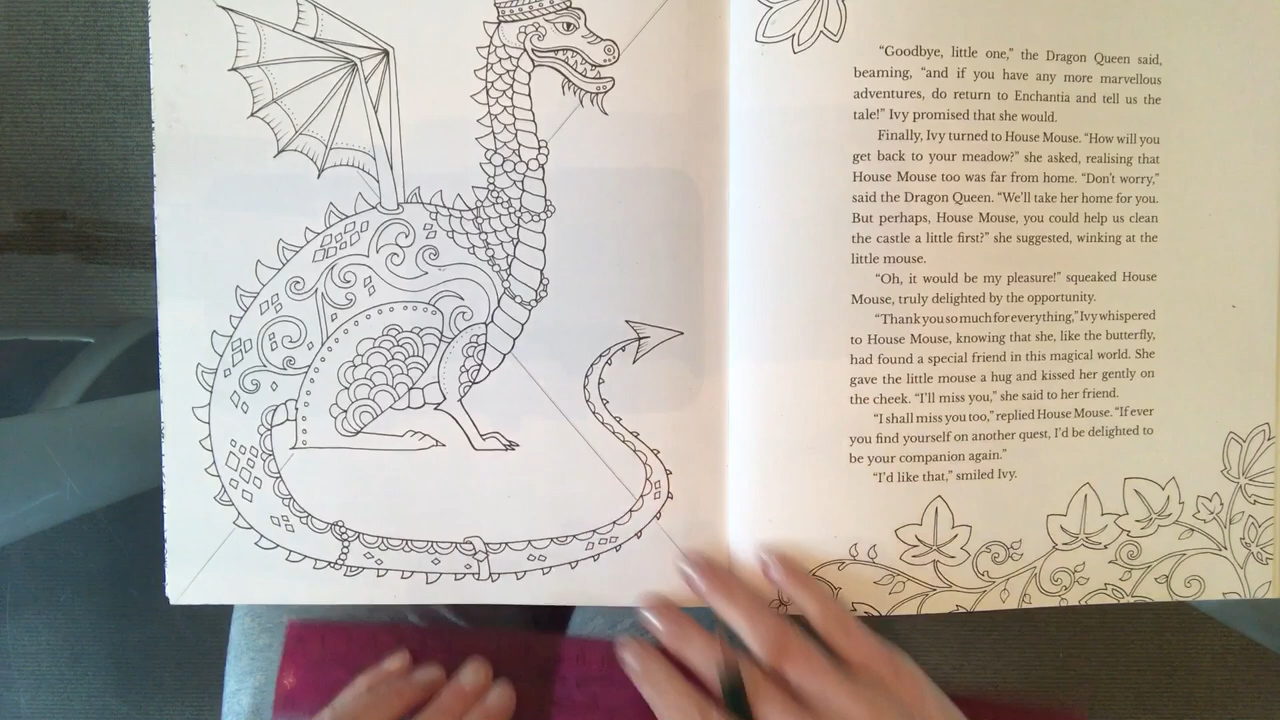 “Goodbye, little one,” the Dragon Queen said,
beaming, “and if you have any more marvellous
adventures, do return to Enchantia and tell us the
tale!” Ivy promised that she would.
Finally, Ivy turned to House Mouse. “How will you
get back to your meadow?” she asked, realising that
House Mouse too was far from home. “Don’t worry,”
said the Dragon Queen. “We’ll take her home for you.
But perhaps, House Mouse, you could help us clean
the castle a little first?” she suggested, winking at the
little mouse.
“Oh, it would be my pleasure!” squeaked House
Mouse, truly delighted by the opportunity.
“Thank you so much for everything,” Ivy whispered
to House Mouse, knowing that she, like the butterfly,
had found a special friend in this magical world. She
gave the little mouse a hug and kissed her gently on
the cheek. “I’ll miss you,” she said to her friend.
“I shall miss you too,” replied House Mouse. “If ever
you find yourself on another quest, I’d be delighted to
be your companion again.”
“I’d like that,” smiled Ivy.